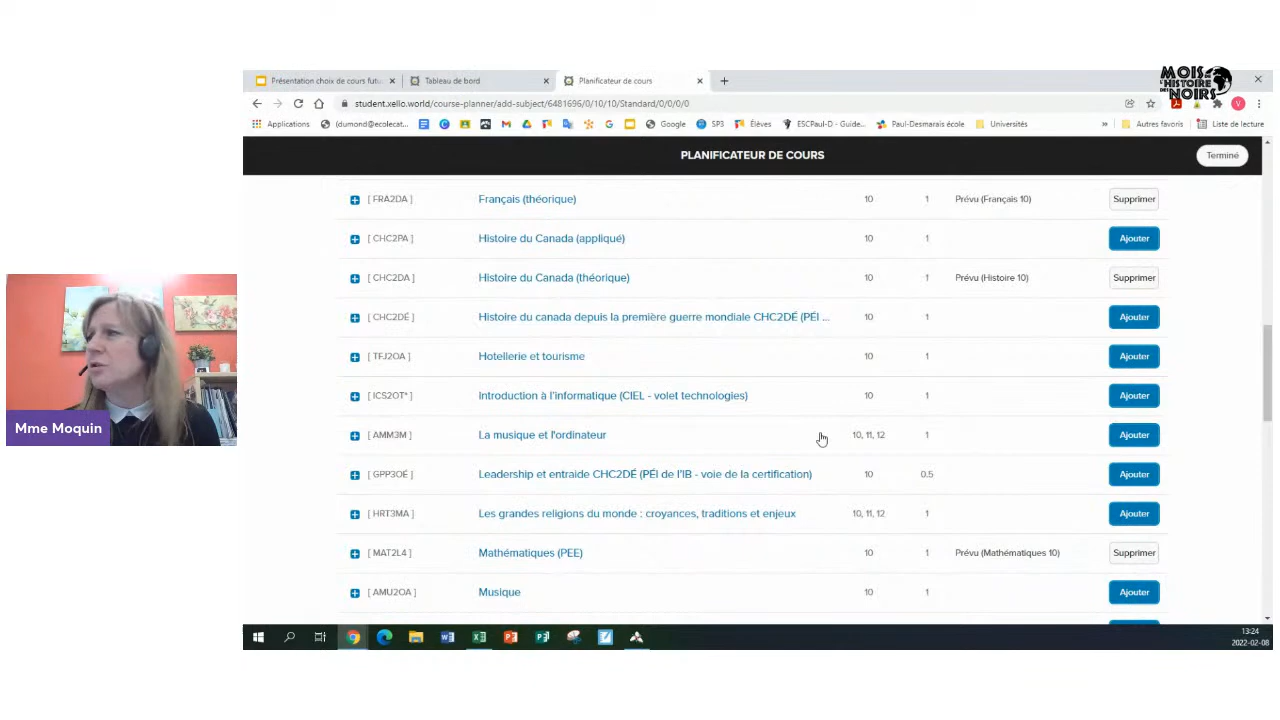 MOIS DE
L'HISTOIRE
DES
NOIRS
Présentation choix de cours futu
Tableau de bord
Planificateur de cours
student.xello.world/course-planner/add-subject/6481696/0/10/10/Standard/0/0/0/0
Applications (dumond@ecolecat... Google SP3 Élèves ESCPaul-D - Guide... Paul-Desmarais école Universités » Autres favoris Liste de lecture
PLANIFICATEUR DE COURS
Terminé
[ FRA2DA ] Français (théorique) 10 1 Prévu (Français 10) Supprimer
[ CHC2PA ] Histoire du Canada (appliqué) 10 1 Ajouter
[ CHC2DA ] Histoire du Canada (théorique) 10 1 Prévu (Histoire 10) Supprimer
[ CHC2DÉ ] Histoire du canada depuis la première guerre mondiale CHC2DÉ (PÉI ... 10 1 Ajouter
[ TFJ2OA ] Hotellerie et tourisme 10 1 Ajouter
[ ICS2OT* ] Introduction à l'informatique (CIEL - volet technologies) 10 1 Ajouter
[ AMM3M ] La musique et l'ordinateur 10, 11, 12 1 Ajouter
[ GPP3OÉ ] Leadership et entraide CHC2DÉ (PÉI de l'IB - voie de la certification) 10 0.5 Ajouter
[ HRT3MA ] Les grandes religions du monde : croyances, traditions et enjeux 10, 11, 12 1 Ajouter
[ MAT2L4 ] Mathématiques (PEE) 10 1 Prévu (Mathématiques 10) Supprimer
[ AMU2OA ] Musique 10 1 Ajouter
Mme Moquin
13:24
2022-02-08